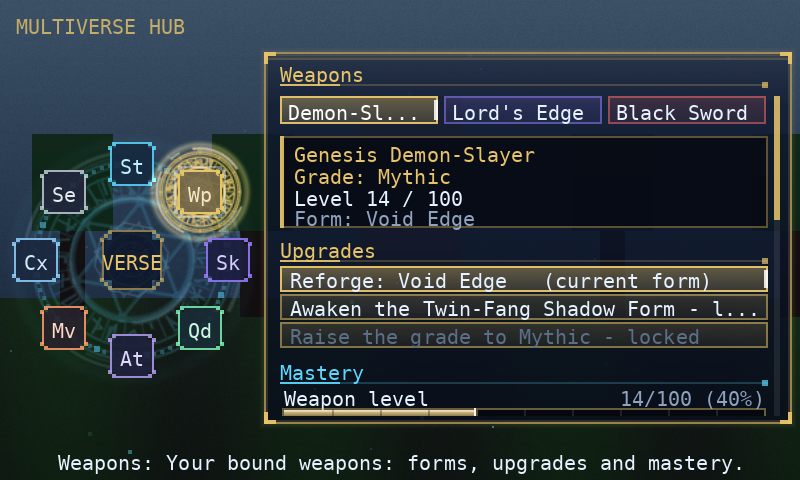 MULTIVERSE HUB
Weapons
Demon-Sl... Lord's Edge Black Sword
Genesis Demon-Slayer
Grade: Mythic
Level 14 / 100
Form: Void Edge
Upgrades
Reforge: Void Edge (current form)
Awaken the Twin-Fang Shadow Form - l...
Raise the grade to Mythic - locked
Mastery
Weapon level 14/100 (40%)
St
Se
Wp
Cx
VERSE
Sk
Mv
Qd
At
Weapons: Your bound weapons: forms, upgrades and mastery.